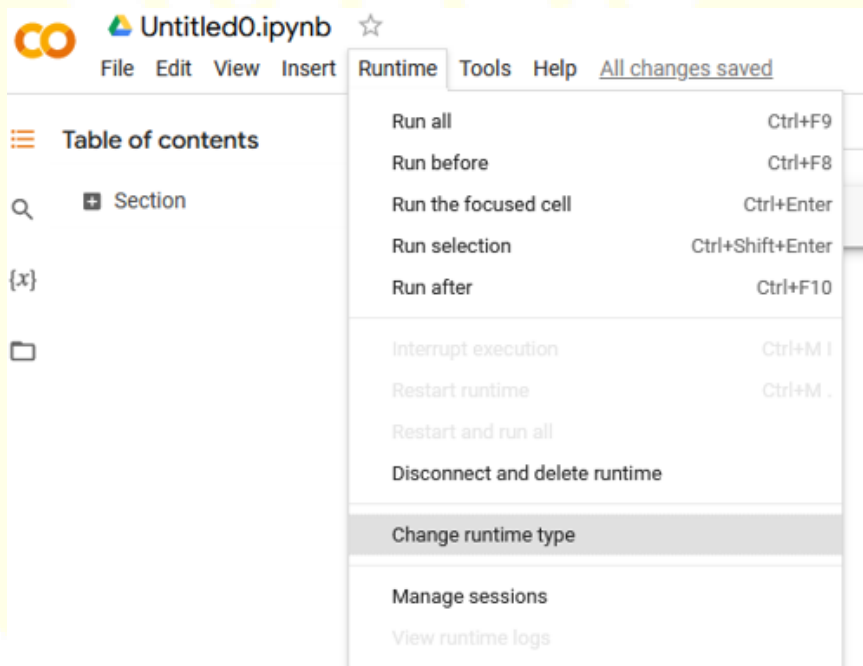 CO Untitled0.ipynb
File Edit View Insert Runtime Tools Help All changes saved
Table of contents
Section
{x}
Run all Ctrl+F9
Run before Ctrl+F8
Run the focused cell Ctrl+Enter
Run selection Ctrl+Shift+Enter
Run after Ctrl+F10
Interrupt execution Ctrl+M I
Restart runtime Ctrl+M .
Restart and run all
Disconnect and delete runtime
Change runtime type
Manage sessions
View runtime logs